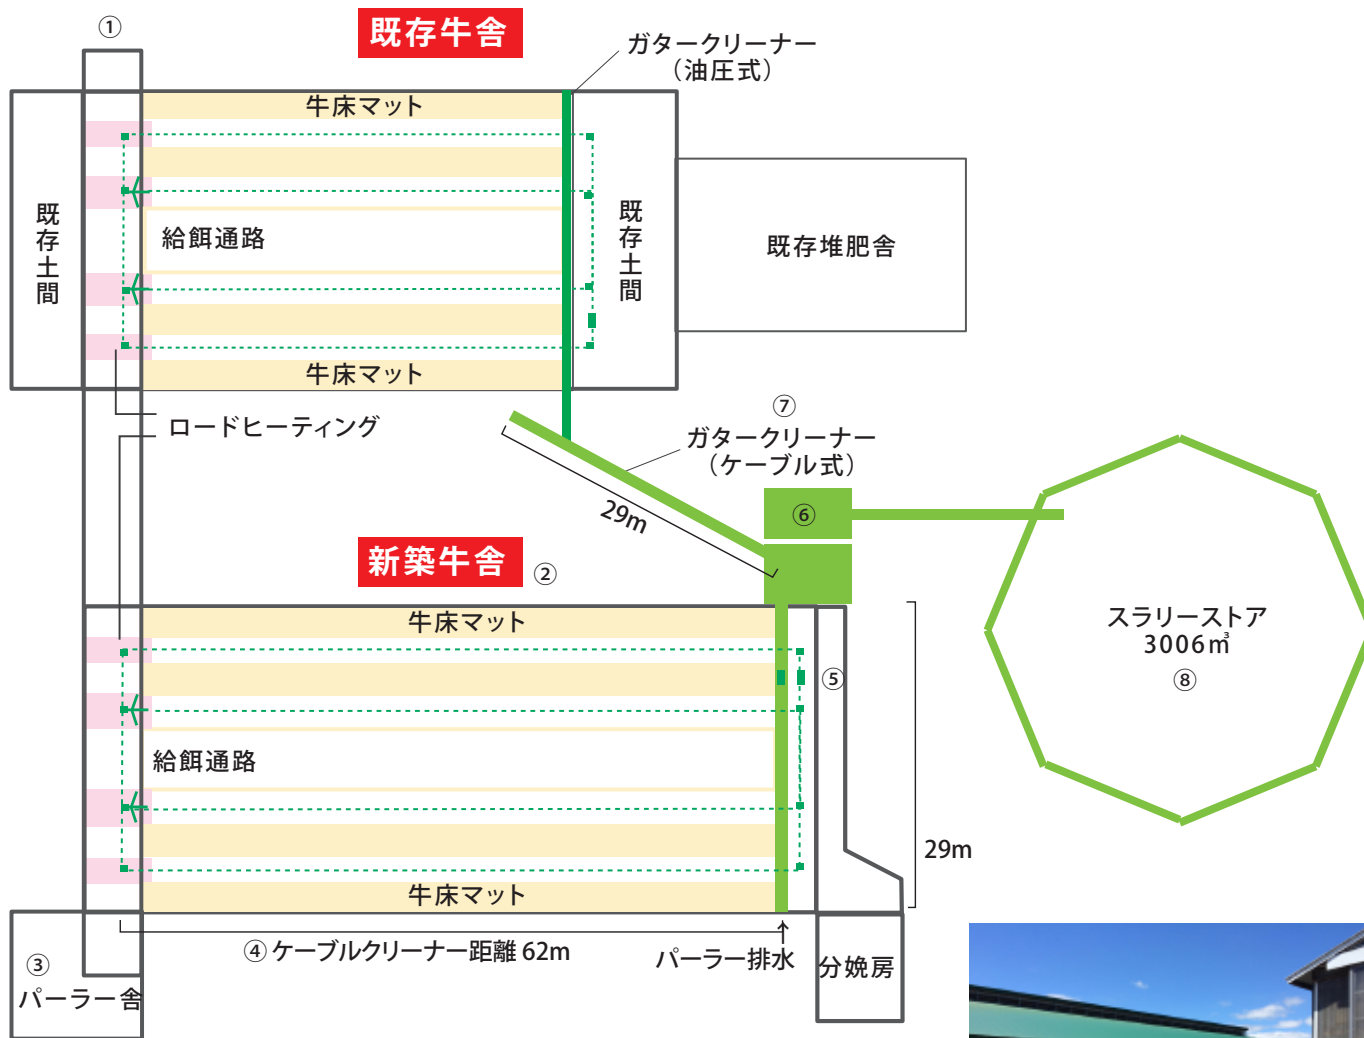 ①
既存牛舎
ガタークリーナー
（油圧式）
牛床マット
既存土間
給餌通路
既存土間
既存堆肥舎
牛床マット
ロードヒーティング
⑦
ガタークリーナー
（ケーブル式）
29m
⑥
新築牛舎
②
牛床マット
スラリーストア
3006㎥
⑧
⑤
給餌通路
29m
牛床マット
④ケーブルクリーナー距離 62m
↑
パーラー排水
分娩房
③
パーラー舎